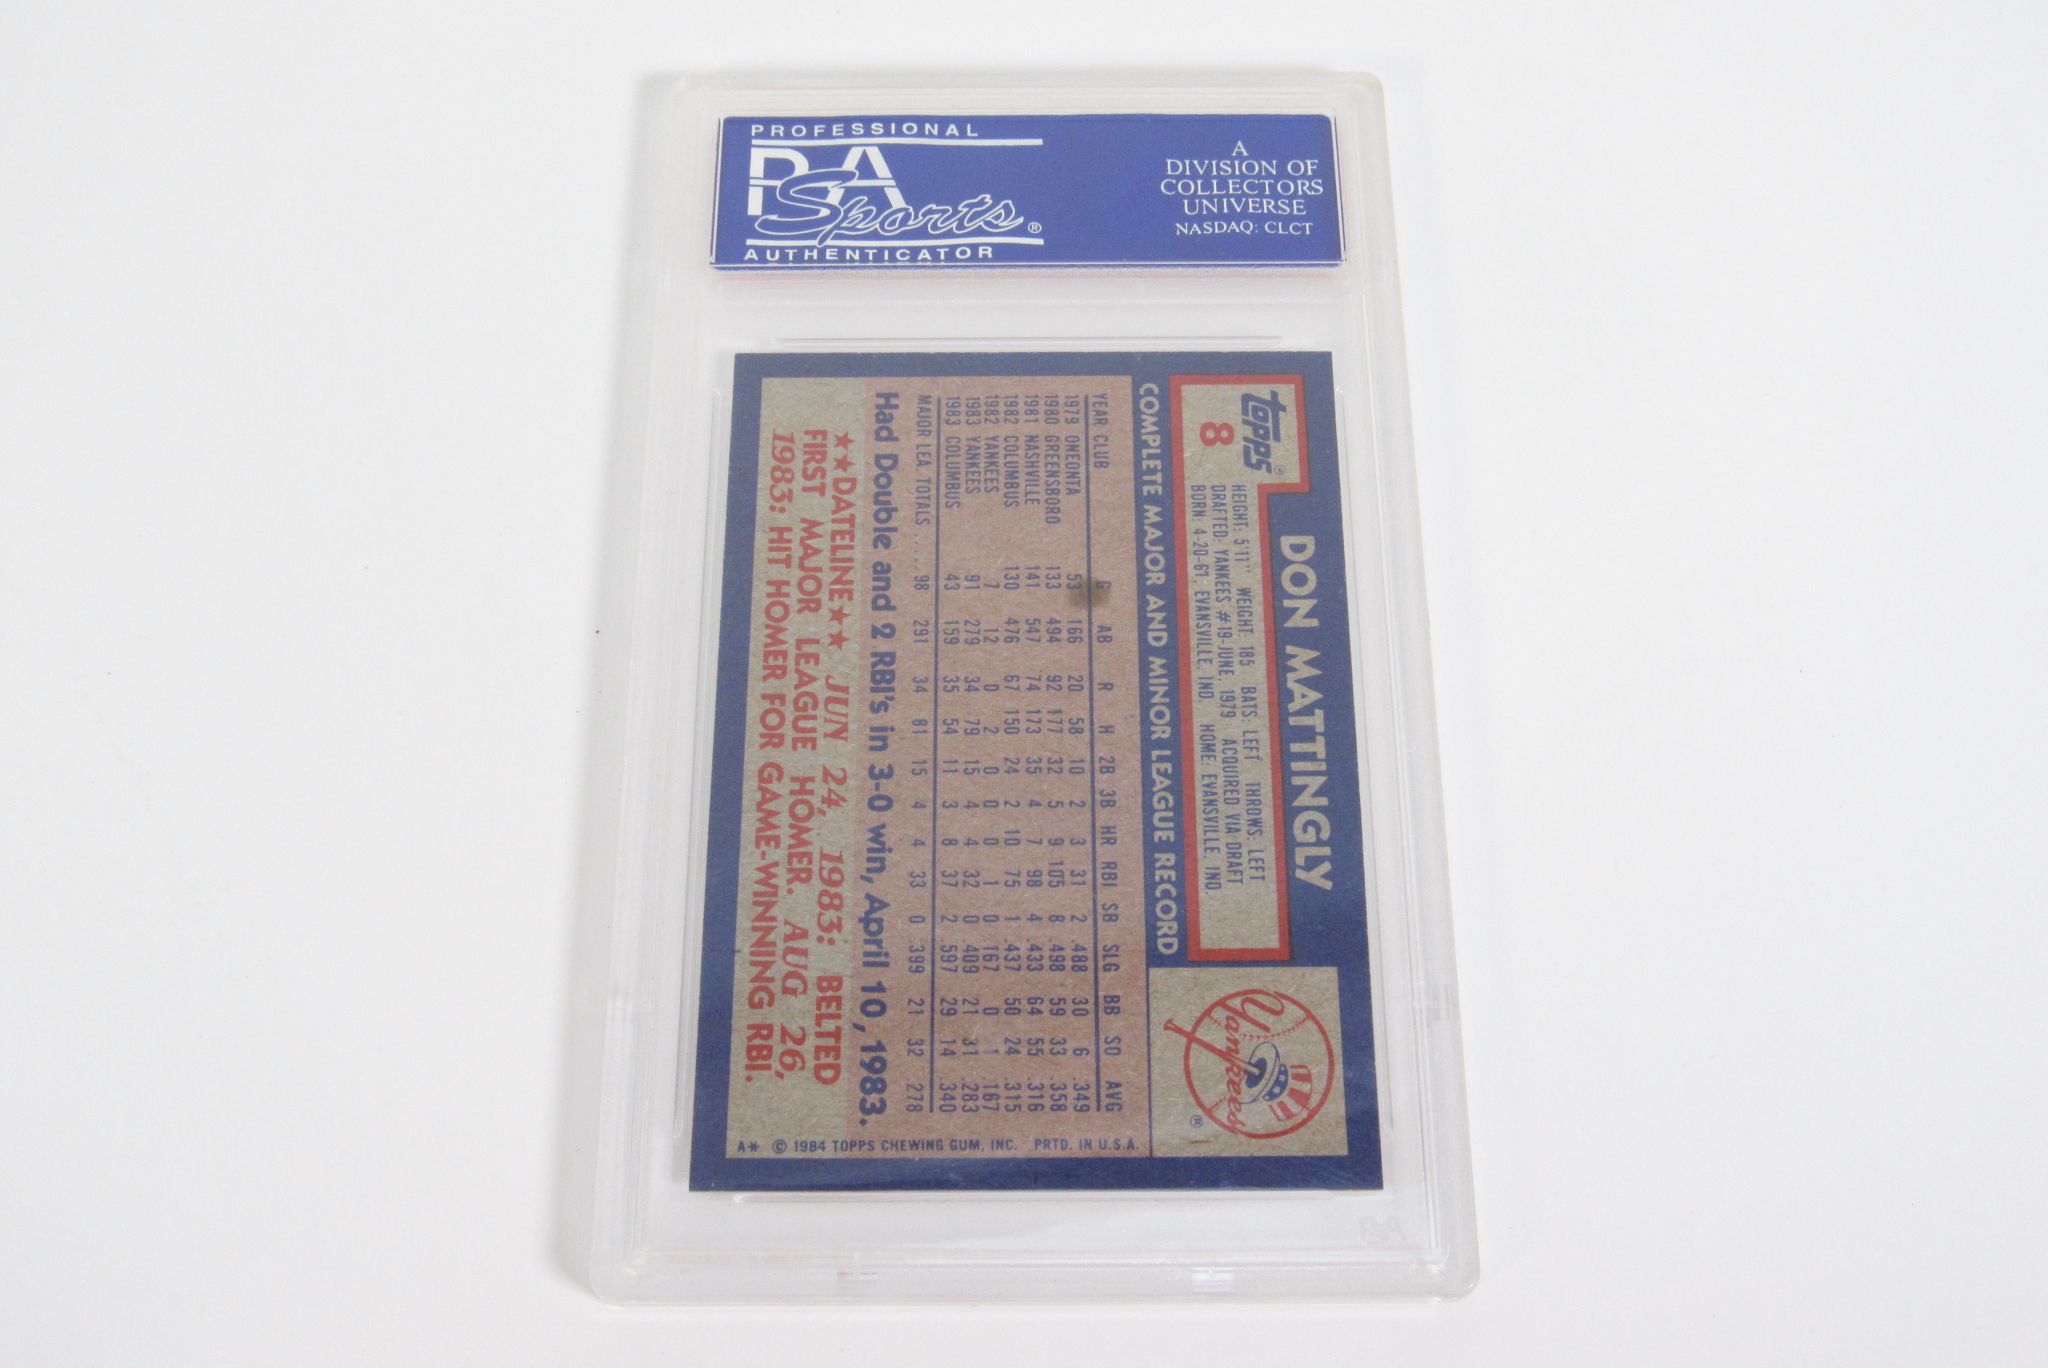 PROFESSIONAL
PSA
Sports®
AUTHENTICATOR
A
DIVISION OF
COLLECTORS
UNIVERSE
NASDAQ: CLCT
topps®
8
DON MATTINGLY
HEIGHT: 5'11" WEIGHT: 185 BATS: LEFT THROWS: LEFT
DRAFTED: YANKEES #19-JUNE, 1979 ACQUIRED VIA DRAFT
BORN: 4-20-61, EVANSVILLE, IND. HOME: EVANSVILLE, IND.
Yankees
®
COMPLETE MAJOR AND MINOR LEAGUE RECORD
YEAR CLUB G AB R H 2B 3B HR RBI SB SLG BB SO AVG
1979 ONEONTA 53 166 20 58 10 2 3 31 2 .488 30 6 .349
1980 GREENSBORO 133 494 92 177 32 5 9 105 8 .498 59 33 .358
1981 NASHVILLE 141 547 74 173 35 4 7 98 4 .433 64 55 .316
1982 COLUMBUS 130 476 67 150 24 2 10 75 1 .437 50 24 .315
1982 YANKEES 7 12 0 2 0 0 0 1 0 .167 0 1 .167
1983 YANKEES 91 279 34 79 15 4 4 32 0 .409 21 31 .283
1983 COLUMBUS 43 159 35 54 11 3 8 37 2 .597 29 14 .340
MAJOR LEA. TOTALS.....98 291 34 81 15 4 4 33 0 .399 21 32 .278
Had Double and 2 RBI's in 3-0 win, April 10, 1983.
★★DATELINE★★ JUN 24, 1983: BELTED
FIRST MAJOR LEAGUE HOMER. AUG 26,
1983: HIT HOMER FOR GAME-WINNING RBI.
A* © 1984 TOPPS CHEWING GUM, INC. PRTD. IN U.S.A.
PSA